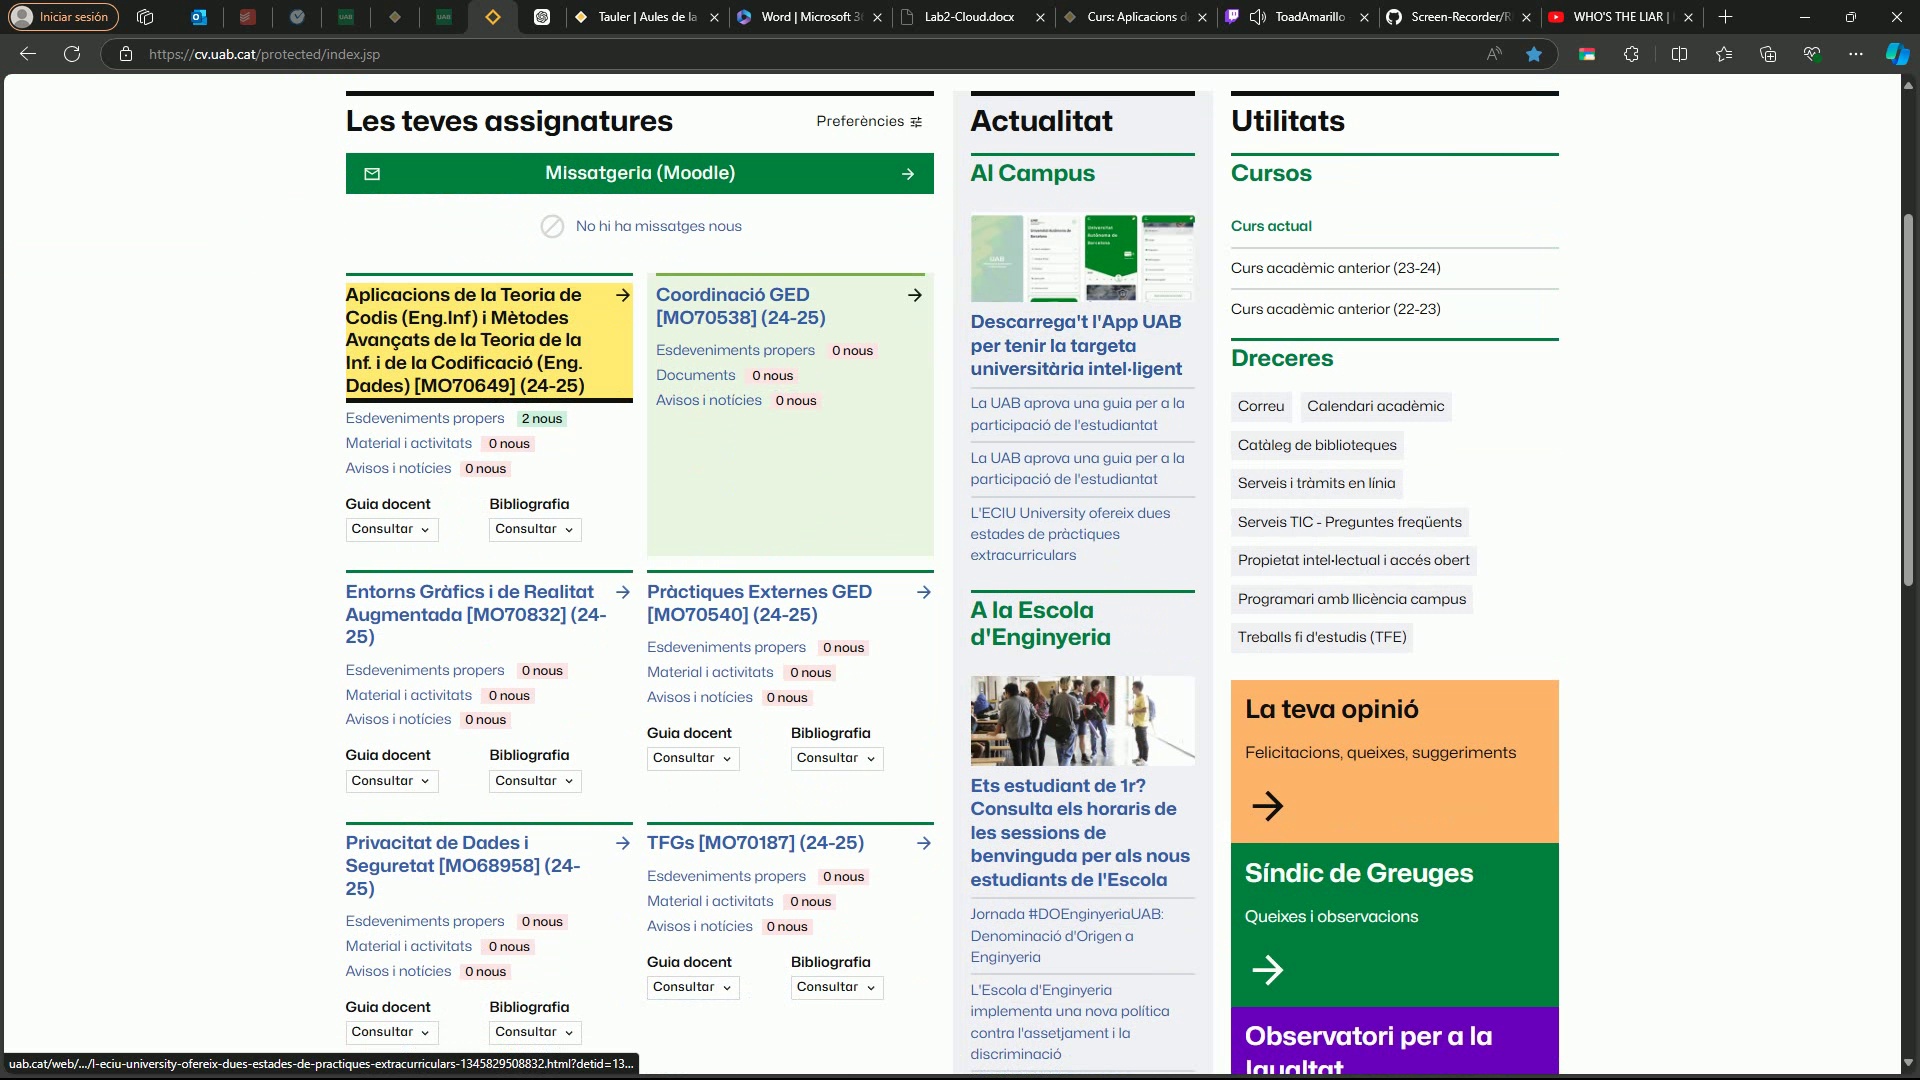 Iniciar sesión
Tauler | Aules de la
Word | Microsoft 3
Lab2-Cloud.docx
Curs: Aplicacions d
ToadAmarillo
Screen-Recorder/R
WHO'S THE LIAR |
https://cv.uab.cat/protected/index.jsp
Les teves assignatures
Preferències
Missatgeria (Moodle)
No hi ha missatges nous
Aplicacions de la Teoria de
Codis (Eng.Inf) i Mètodes
Avançats de la Teoria de la
Inf. i de la Codificació (Eng.
Dades) [MO70649] (24-25)
Esdeveniments propers 2 nous
Material i activitats 0 nous
Avisos i notícies 0 nous
Guia docent Bibliografia
Consultar Consultar
Coordinació GED
[MO70538] (24-25)
Esdeveniments propers 0 nous
Documents 0 nous
Avisos i notícies 0 nous
Entorns Gràfics i de Realitat
Augmentada [MO70832] (24-
25)
Esdeveniments propers 0 nous
Material i activitats 0 nous
Avisos i notícies 0 nous
Guia docent Bibliografia
Consultar Consultar
Pràctiques Externes GED
[MO70540] (24-25)
Esdeveniments propers 0 nous
Material i activitats 0 nous
Avisos i notícies 0 nous
Guia docent Bibliografia
Consultar Consultar
Privacitat de Dades i
Seguretat [MO68958] (24-
25)
Esdeveniments propers 0 nous
Material i activitats 0 nous
Avisos i notícies 0 nous
Guia docent Bibliografia
Consultar Consultar
TFGs [MO70187] (24-25)
Esdeveniments propers 0 nous
Material i activitats 0 nous
Avisos i notícies 0 nous
Guia docent Bibliografia
Consultar Consultar
Actualitat
Al Campus
Descarrega't l'App UAB
per tenir la targeta
universitària intel·ligent
La UAB aprova una guia per a la
participació de l'estudiantat
La UAB aprova una guia per a la
participació de l'estudiantat
L'ECIU University ofereix dues
estades de pràctiques
extracurriculars
A la Escola
d'Enginyeria
Ets estudiant de 1r?
Consulta els horaris de
les sessions de
benvinguda per als nous
estudiants de l'Escola
Jornada #DOEnginyeriaUAB:
Denominació d'Origen a
Enginyeria
L'Escola d'Enginyeria
implementa una nova política
contra l'assetjament i la
discriminació
Utilitats
Cursos
Curs actual
Curs acadèmic anterior (23-24)
Curs acadèmic anterior (22-23)
Dreceres
Correu
Calendari acadèmic
Catàleg de biblioteques
Serveis i tràmits en línia
Serveis TIC - Preguntes freqüents
Propietat intel·lectual i accés obert
Programari amb llicència campus
Treballs fi d'estudis (TFE)
La teva opinió
Felicitacions, queixes, suggeriments
Síndic de Greuges
Queixes i observacions
Observatori per a la
Igualtat
uab.cat/web/.../l-eciu-university-ofereix-dues-estades-de-practiques-extracurriculars-1345829508832.html?detid=13...